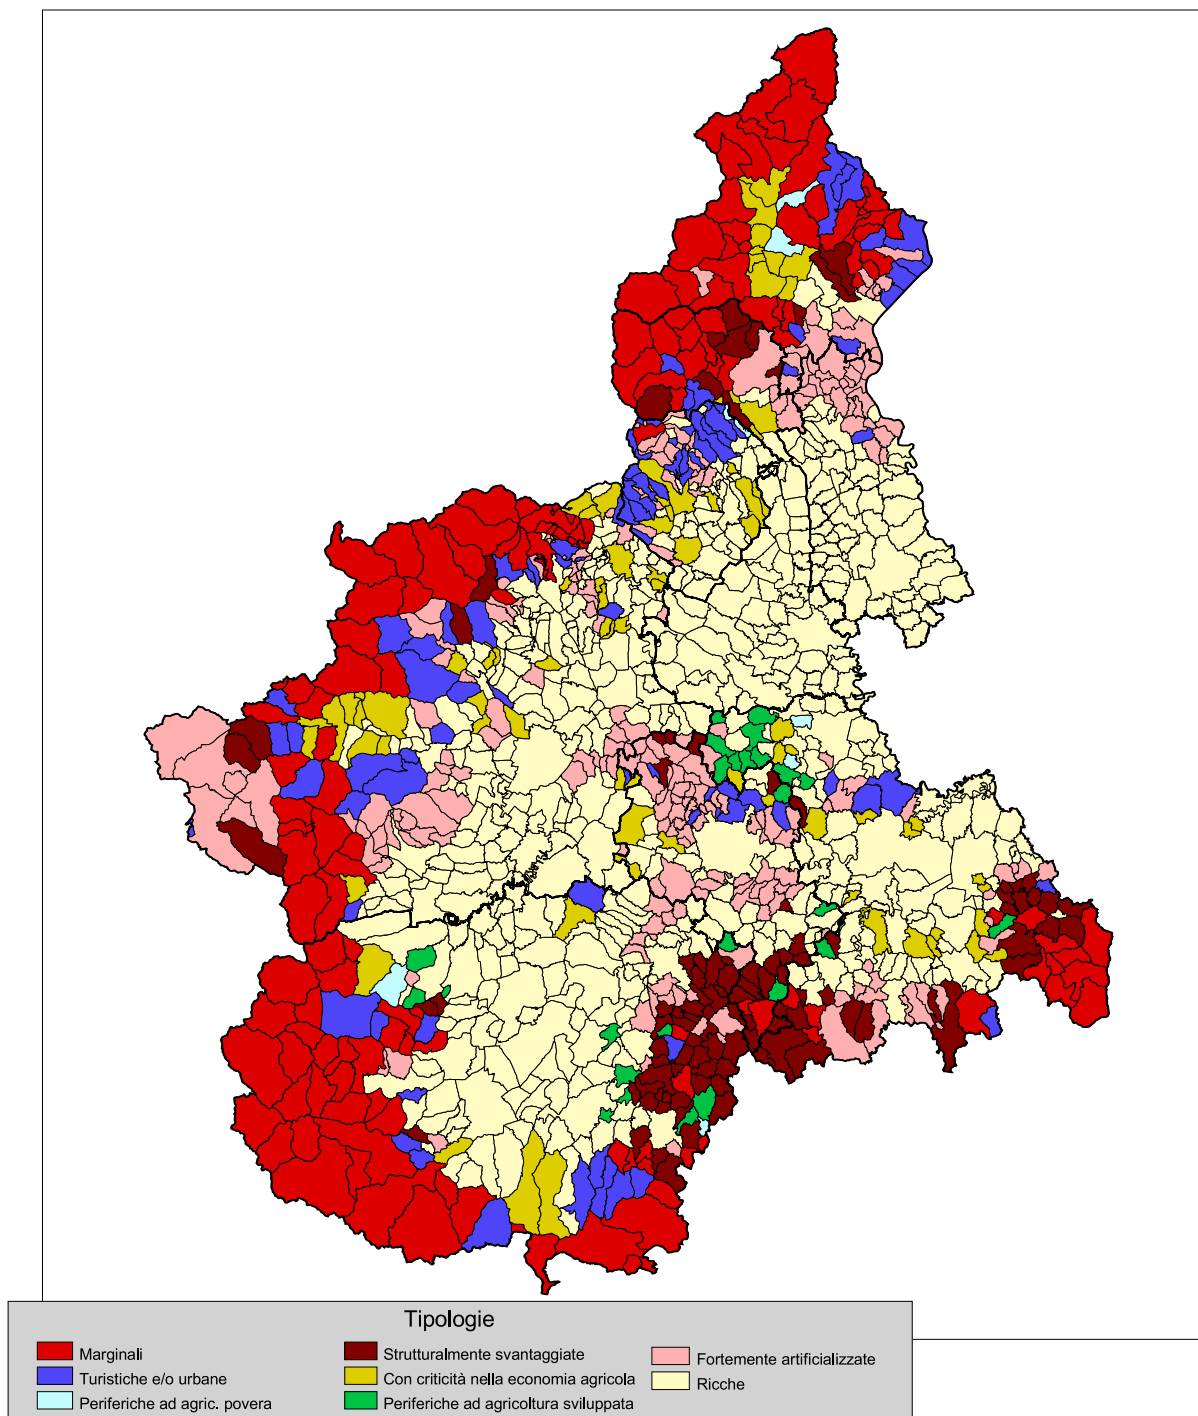 Tipologie
Marginali
Turistiche e/o urbane
Periferiche ad agric. povera
Strutturalmente svantaggiate
Con criticità nella economia agricola
Periferiche ad agricoltura sviluppata
Fortemente artificializzate
Ricche